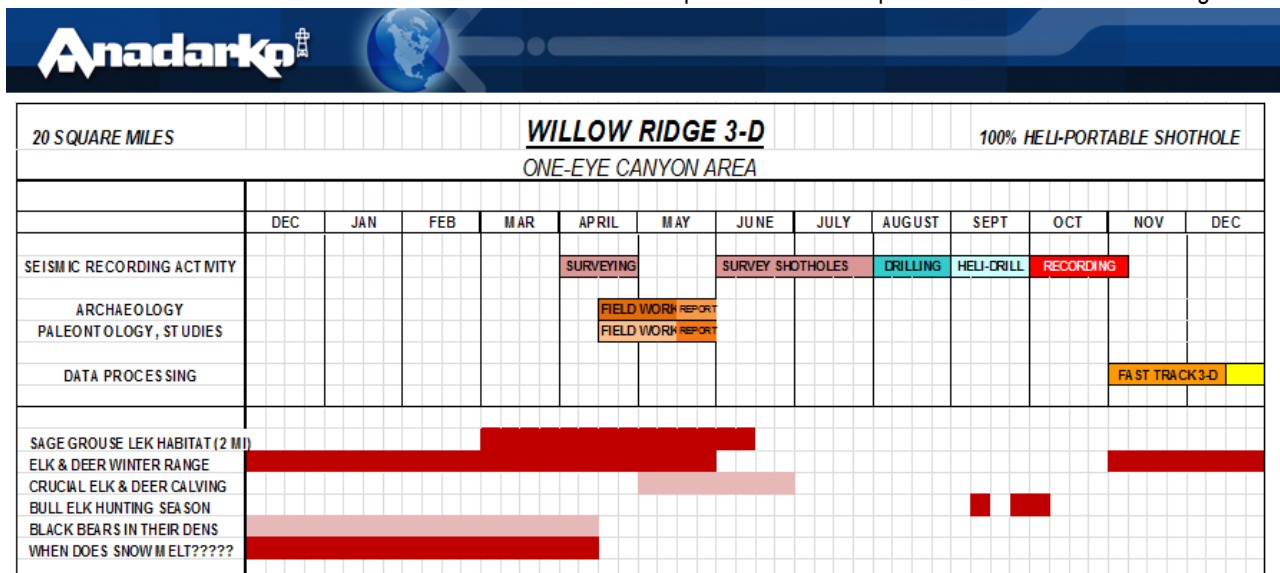 Anadarko
20 SQUARE MILES WILLOW RIDGE 3-D 100% HELI-PORTABLE SHOTHOLE
ONE-EYE CANYON AREA
DEC JAN FEB MAR APRIL MAY JUNE JULY AUGUST SEPT OCT NOV DEC
SEISMIC RECORDING ACTIVITY SURVEYING SURVEY SHOTHOLES DRILLING HELI-DRILL RECORDING
ARCHAEOLOGY FIELD WORK REPORT
PALEONTOLOGY, STUDIES FIELD WORK REPORT
DATA PROCESSING FAST TRACK 3-D
SAGE GROUSE LEK HABITAT (2 MI)
ELK & DEER WINTER RANGE
CRUCIAL ELK & DEER CALVING
BULL ELK HUNTING SEASON
BLACK BEARS IN THEIR DENS
WHEN DOES SNOW MELT?????